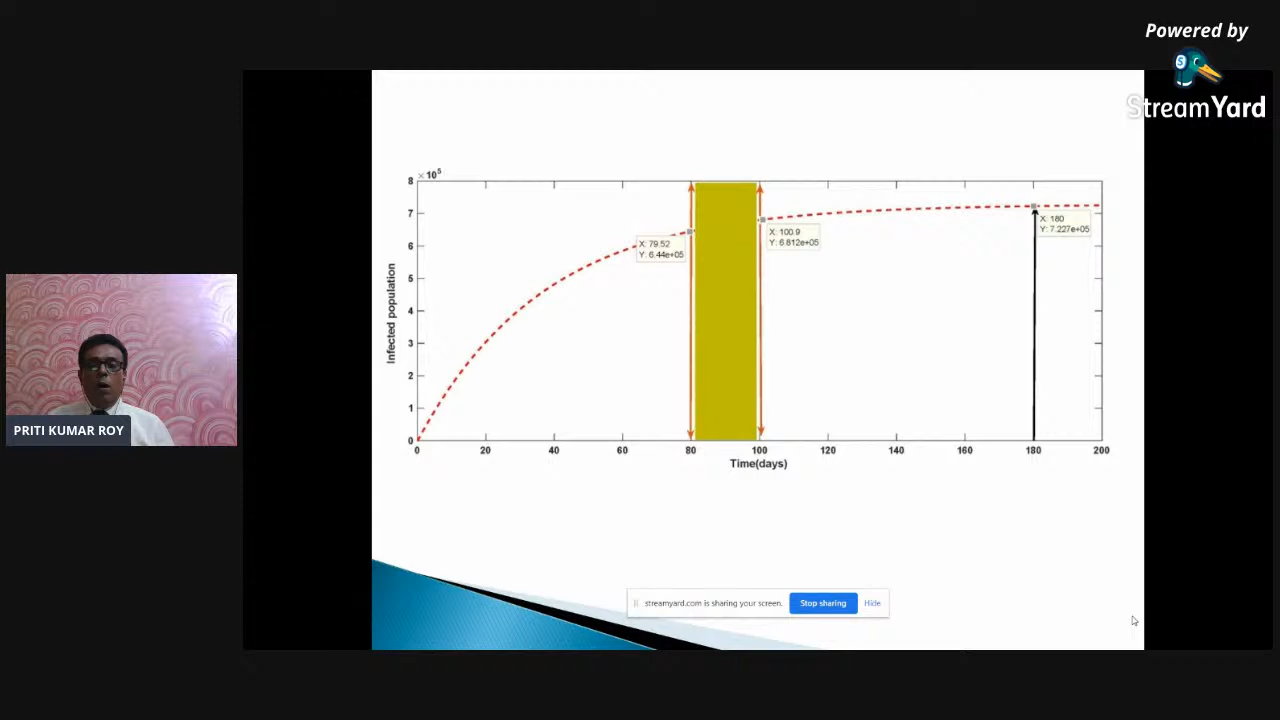 Powered by
StreamYard
× 10⁵
8
7
6
5
4
3
2
1
0
Infected population
X: 79.52
Y: 6.44e+05
X: 100.9
Y: 6.812e+05
X: 180
Y: 7.227e+05
0 20 40 60 80 100 120 140 160 180 200
Time(days)
PRITI KUMAR ROY
streamyard.com is sharing your screen. Stop sharing Hide